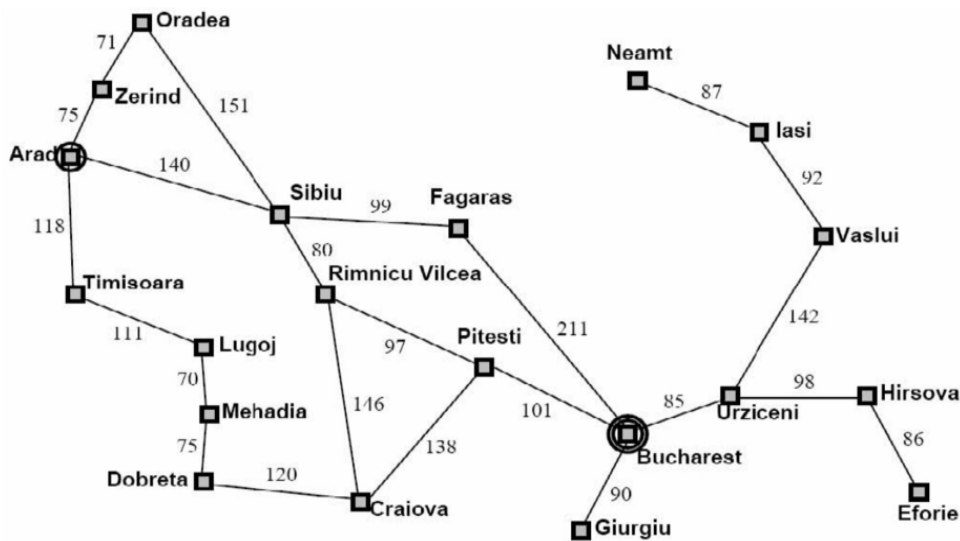 Oradea
Neamt
71
87
Zerind
Iasi
75
151
Arad
140
92
Sibiu
Fagaras
99
118
Vaslui
80
Timisoara
Rimnicu Vilcea
142
111
211
Lugoj
97
Pitesti
70
98
Hirsova
146
85
Mehadia
101
Urziceni
138
86
75
Bucharest
Dobreta
120
90
Craiova
Eforie
Giurgiu